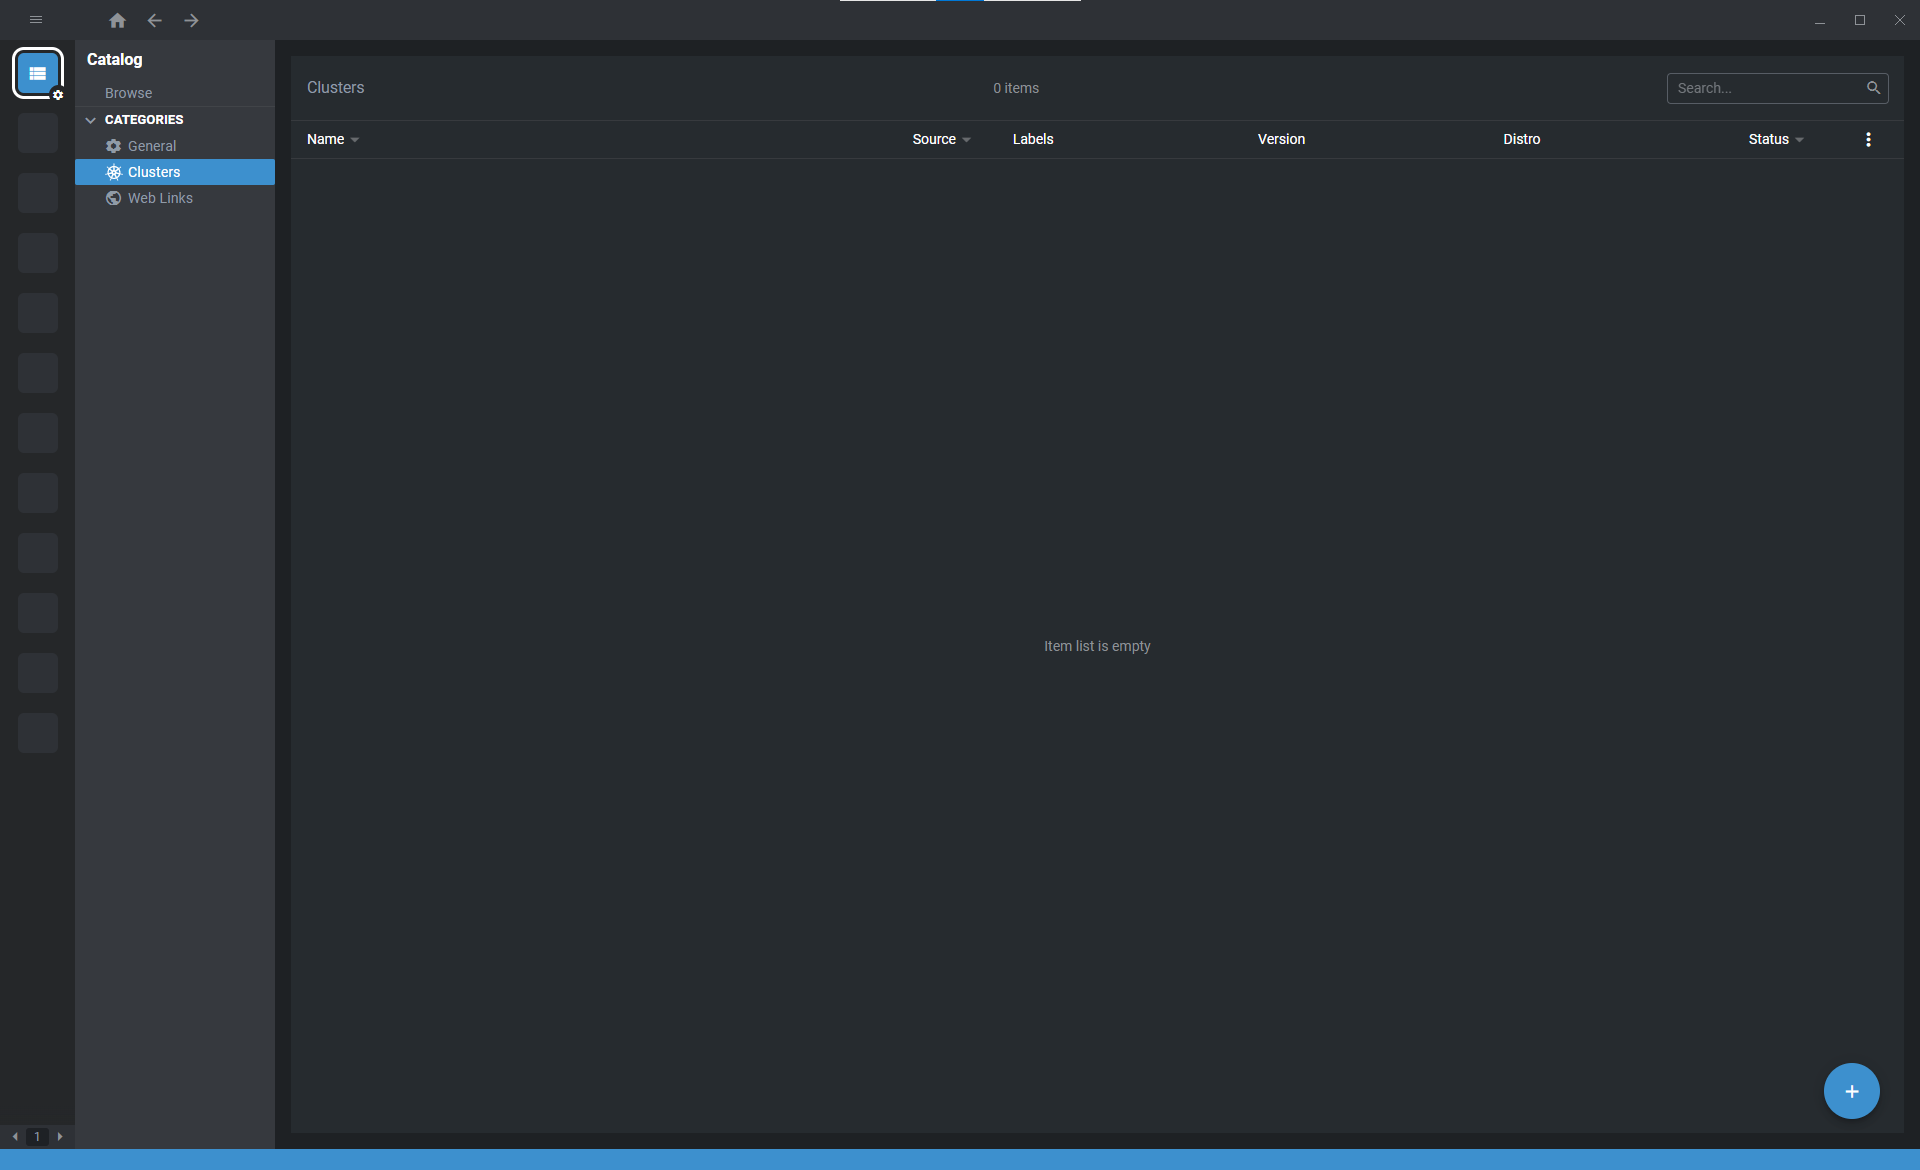 Catalog
Browse
CATEGORIES
General
Clusters
Web Links
Clusters
0 items
Search...
Name Source Labels Version Distro Status
Item list is empty
1